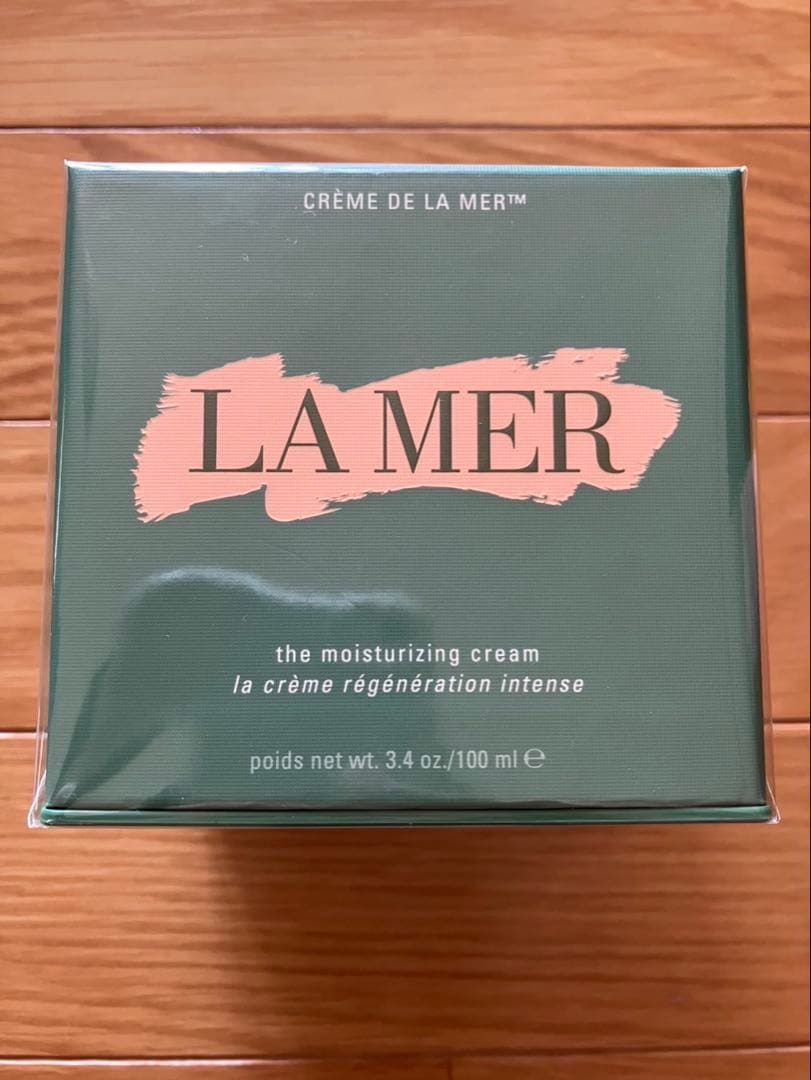 CRÈME DE LA MER™
LA MER
the moisturizing cream
la crème régénération intense
poids net wt. 3.4 oz./100 ml ℮